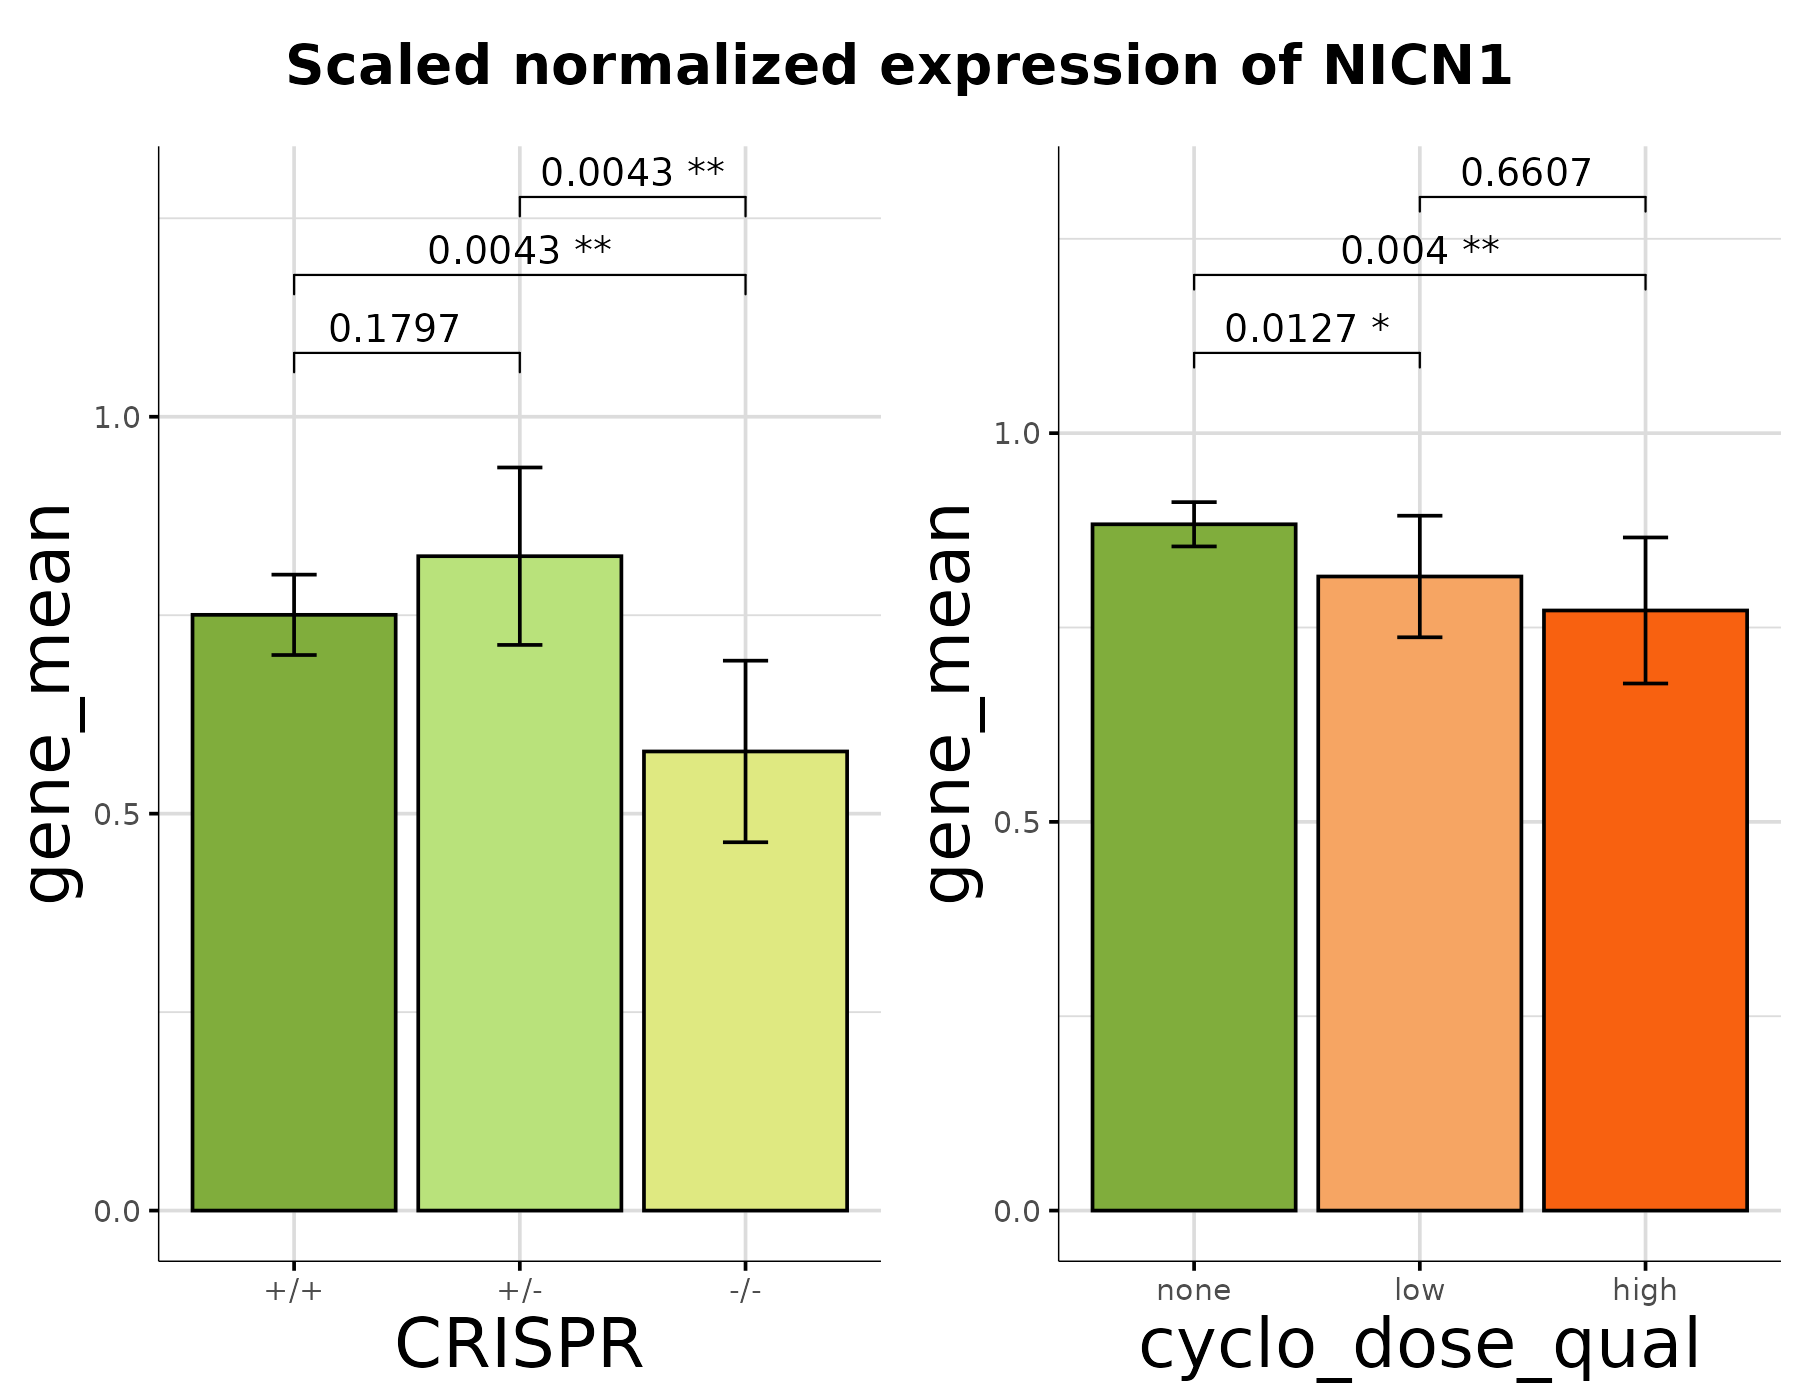 Scaled normalized expression of NICN1
0.0043 **
0.0043 **
0.1797
1.0
0.5
0.0
gene_mean
+/+ +/- -/-
CRISPR
0.6607
0.004 **
0.0127 *
1.0
0.5
0.0
gene_mean
none low high
cyclo_dose_qual